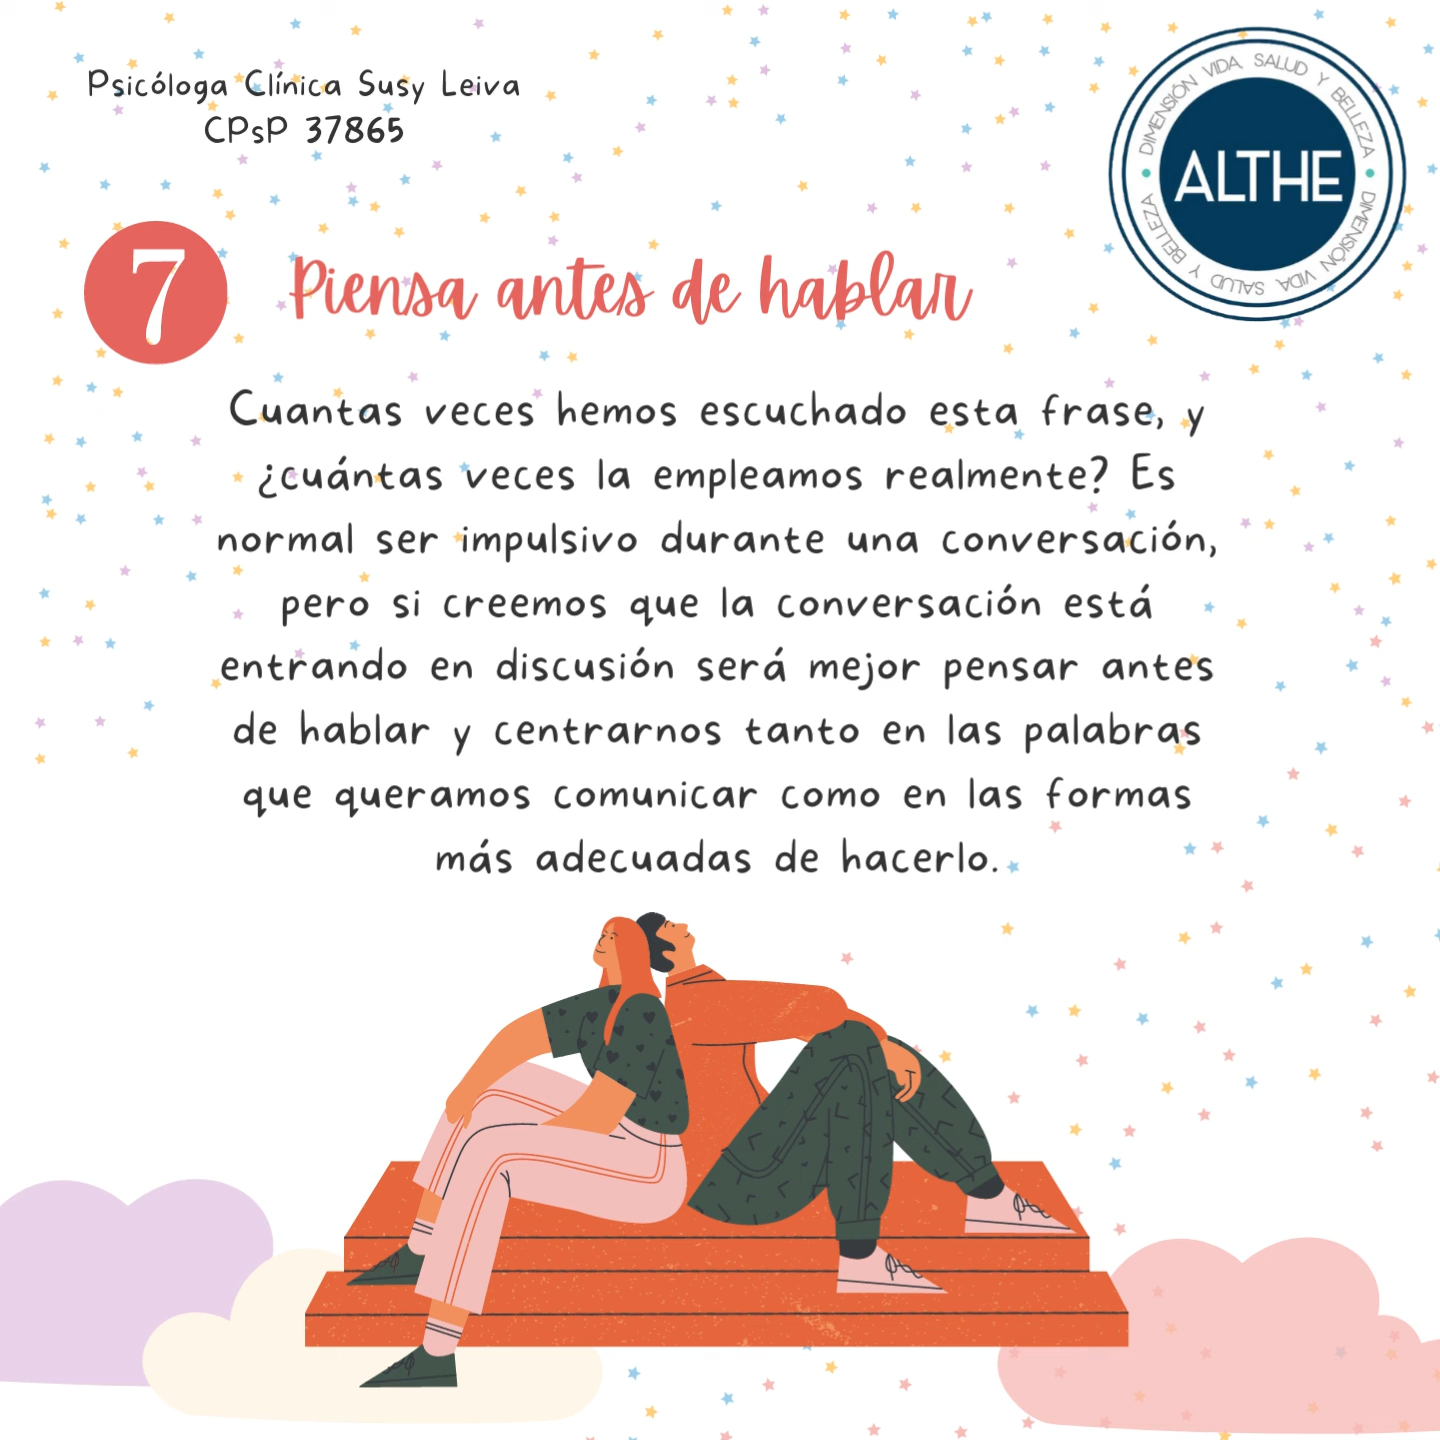 Psicóloga Clínica Susy Leiva
CPsP 37865
DIMENSIÓN VIDA SALUD Y BELLEZA
ALTHE
DIMENSIÓN VIDA SALUD Y BELLEZA
7
Piensa antes de hablar
Cuantas veces hemos escuchado esta frase, y
¿cuántas veces la empleamos realmente? Es
normal ser impulsivo durante una conversación,
pero si creemos que la conversación está
entrando en discusión será mejor pensar antes
de hablar y centrarnos tanto en las palabras
que queramos comunicar como en las formas
más adecuadas de hacerlo.